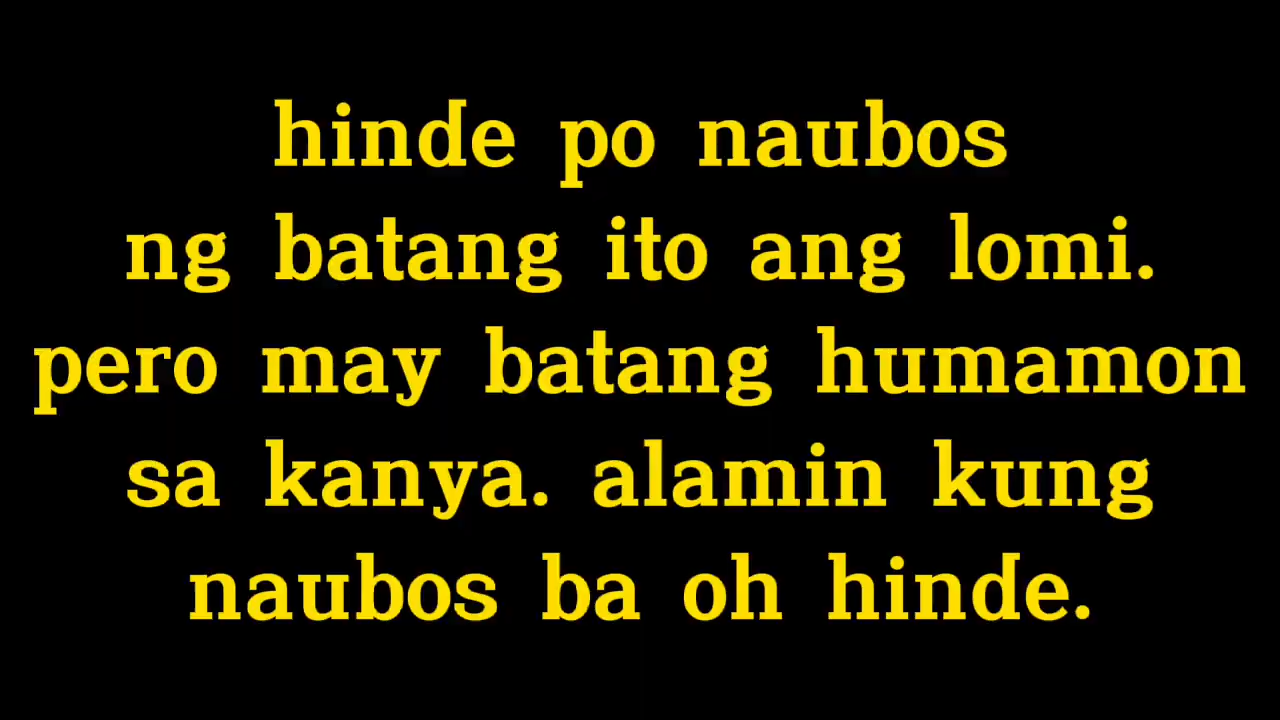 hinde po naubos
ng batang ito ang lomi.
pero may batang humamon
sa kanya. alamin kung
naubos ba oh hinde.